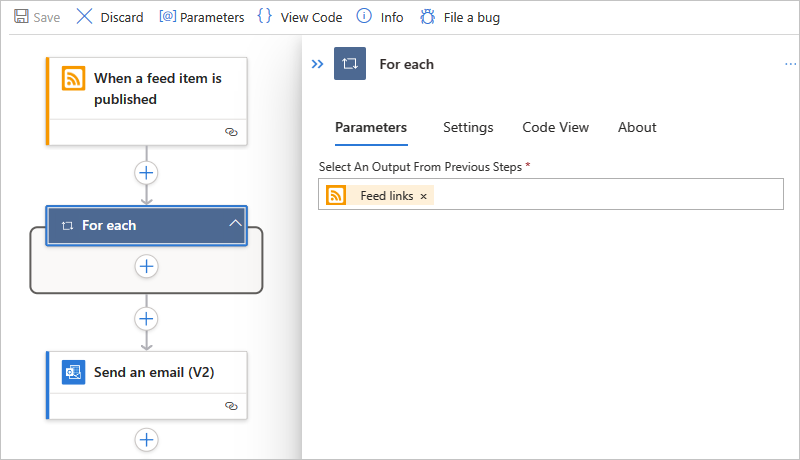 Save Discard Parameters View Code Info File a bug
When a feed item is
published
For each
Send an email (V2)
For each
Parameters Settings Code View About
Select An Output From Previous Steps *
Feed links ×